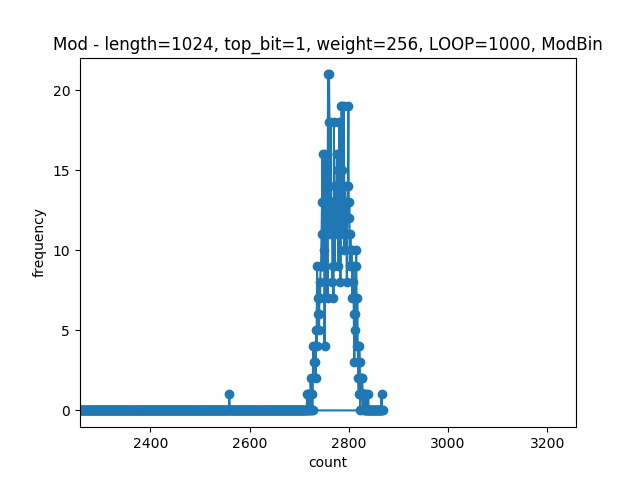 Mod - length=1024, top_bit=1, weight=256, LOOP=1000, ModBin
20
15
10
5
0
frequency
2400 2600 2800 3000 3200
count